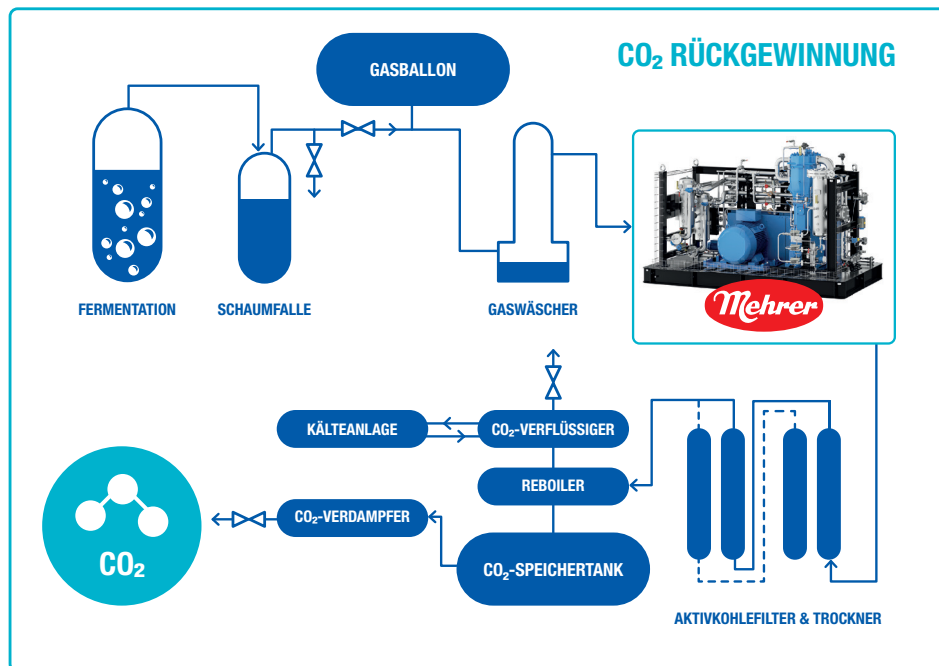 CO₂ RÜCKGEWINNUNG
GASBALLON
FERMENTATION
SCHAUMFALLE
GASWÄSCHER
Mehrer
KÄLTEANLAGE
CO₂-VERFLÜSSIGER
REBOILER
CO₂-VERDAMPFER
CO₂
CO₂-SPEICHERTANK
AKTIVKOHLEFILTER & TROCKNER